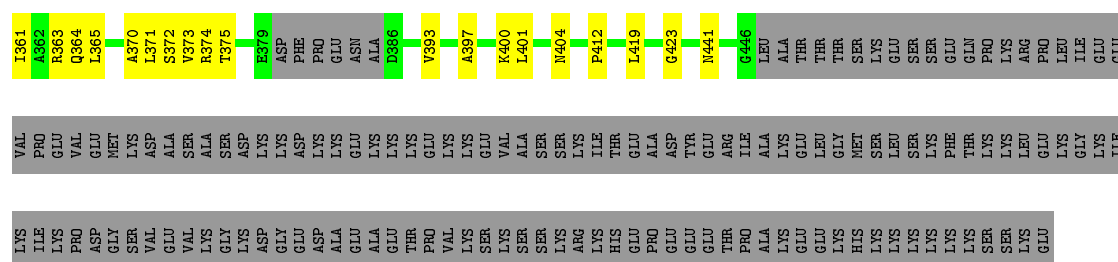 I361 A362 R363 Q364 L365 A370 L371 S372 V373 R374 T375 E379 ASP PHE PRO GLU ASN ALA D386 V393 A397 K400 L401 N404 P412 L419 G423 N441 G446 LEU ALA THR THR THR SER LYS GLU SER SER GLU GLN PRO LYS ARG PRO LEU ILE GLU GLU
VAL PRO GLU VAL GLU MET LYS ASP ALA SER ALA SER ASP LYS LYS ASP LYS LYS GLU LYS LYS LYS GLU LYS LYS GLU VAL ALA SER SER ASN LYS ILE THR GLU ALA ASP TYR GLU ARG ILE ALA LYS GLU LEU GLY MET SER LEU SER LYS PHE THR LYS LYS LEU GLU LYS GLY LYS ILE
LYS ILE LYS PRO ASP GLY SER VAL GLU VAL LYS GLY LYS ASP GLY GLU ASP ALA GLU ALA GLU THR PRO VAL LYS SER LYS SER SER LYS ARG LYS HIS GLU PRO GLU GLU GLU THR PRO ALA LYS GLU GLU LYS HIS LYS LYS LYS LYS LYS LYS SER SER LYS GLU